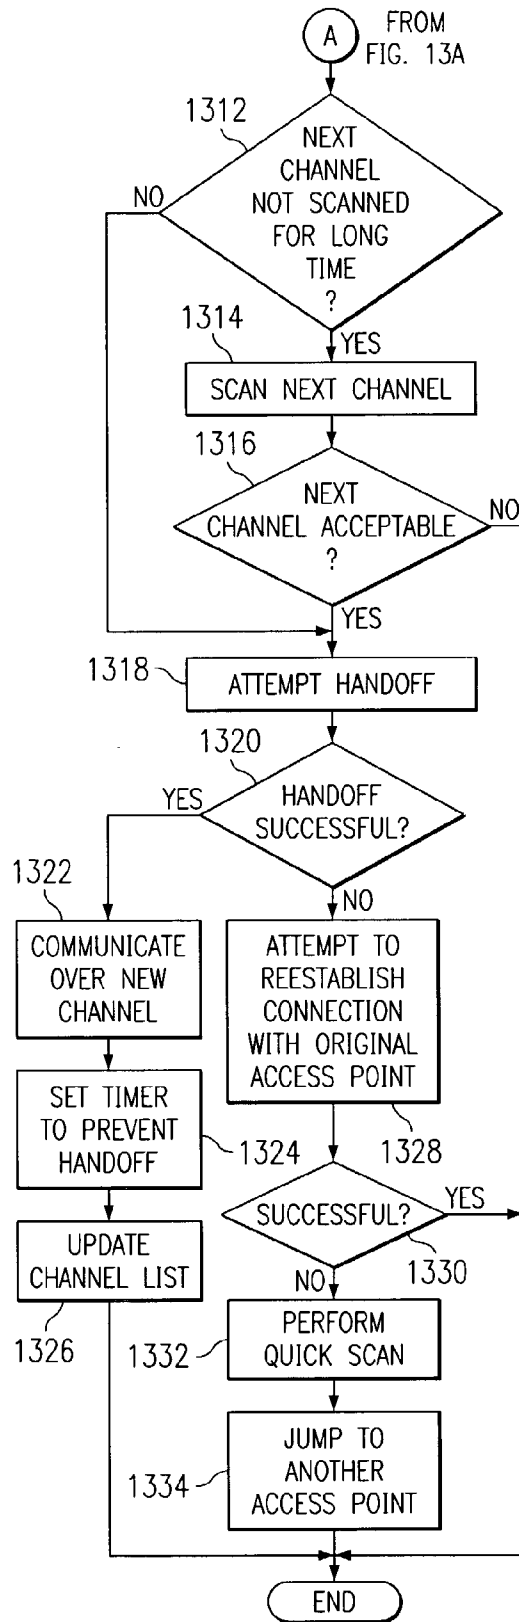 A
FROM
FIG. 13A
1312
NEXT
CHANNEL
NOT SCANNED
FOR LONG
TIME
?
NO
YES
1314
SCAN NEXT CHANNEL
1316
NEXT
CHANNEL ACCEPTABLE
?
NO
YES
1318
ATTEMPT HANDOFF
1320
HANDOFF
SUCCESSFUL?
YES
NO
1322
COMMUNICATE
OVER NEW
CHANNEL
SET TIMER
TO PREVENT
HANDOFF
1324
UPDATE
CHANNEL LIST
1326
ATTEMPT TO
REESTABLISH
CONNECTION
WITH ORIGINAL
ACCESS POINT
1328
SUCCESSFUL?
YES
1330
NO
1332
PERFORM
QUICK SCAN
1334
JUMP TO
ANOTHER
ACCESS POINT
END